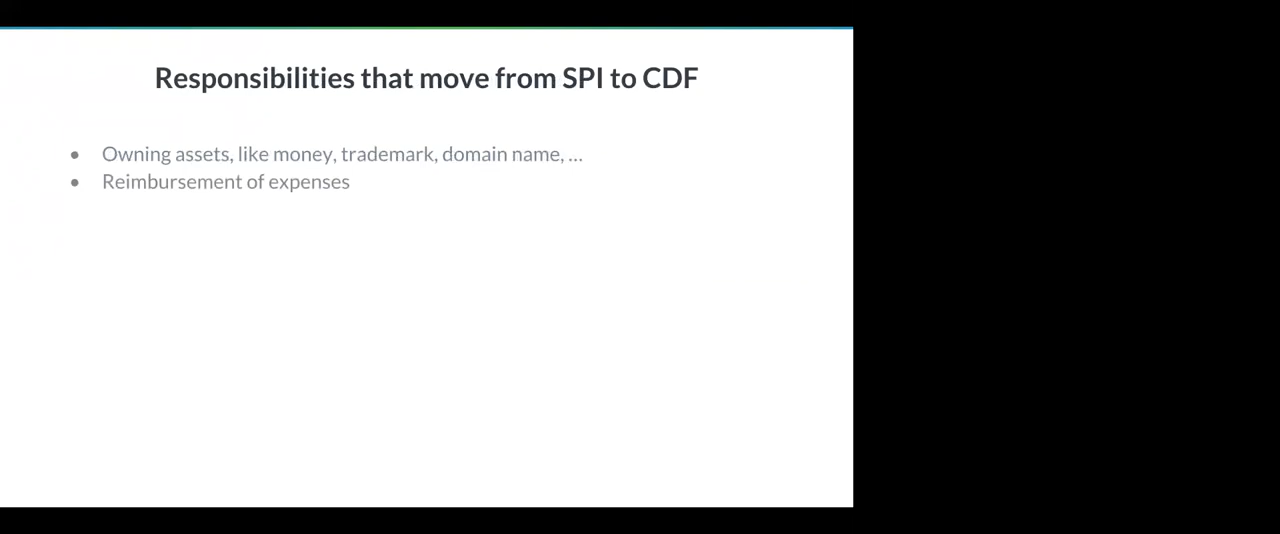 Responsibilities that move from SPI to CDF
• Owning assets, like money, trademark, domain name, ...
• Reimbursement of expenses